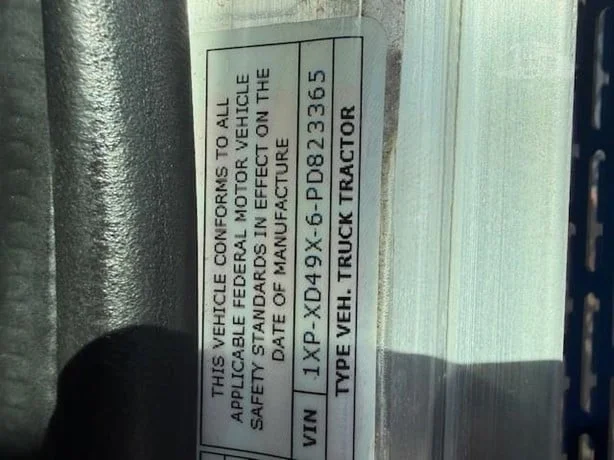 THIS VEHICLE CONFORMS TO ALL
APPLICABLE FEDERAL MOTOR VEHICLE
SAFETY STANDARDS IN EFFECT ON THE
DATE OF MANUFACTURE
VIN 1XP-XD49X-6-PD823365
TYPE VEH. TRUCK TRACTOR